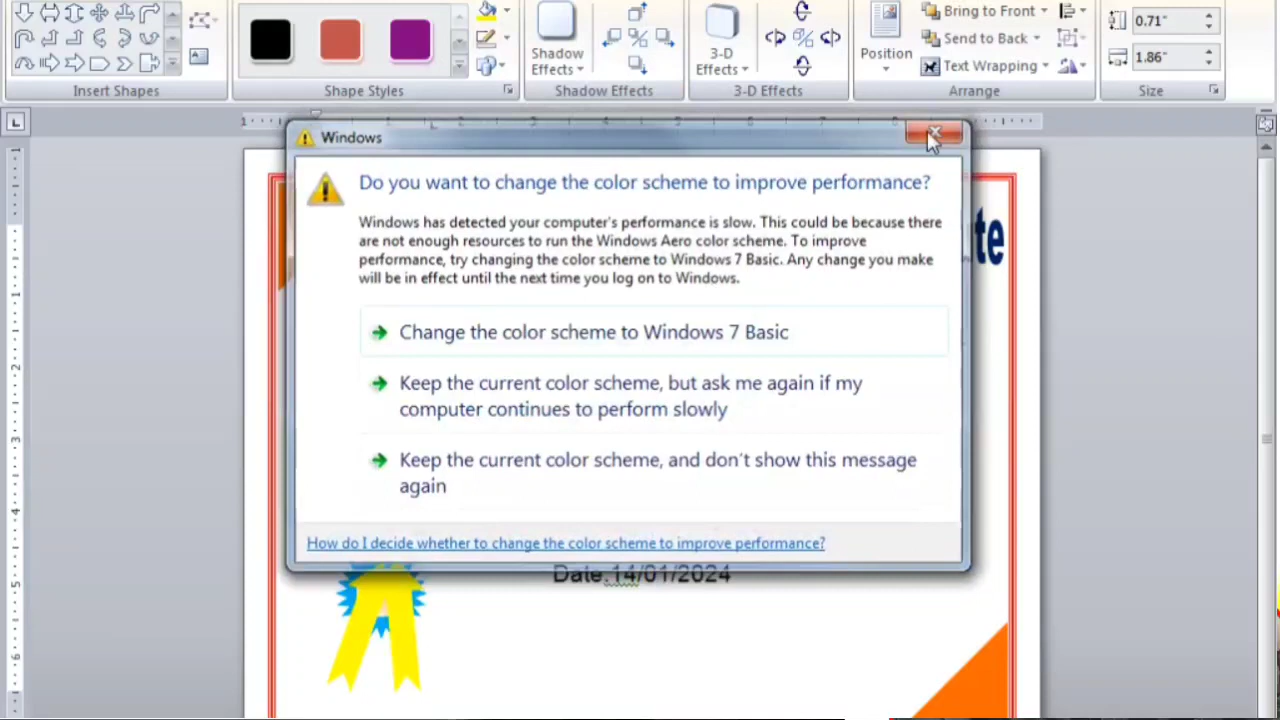 Bring to Front
0.71"
Send to Back
1.86"
Shadow
Effects
3-D
Effects
Position
Text Wrapping
Insert Shapes
Shape Styles
Shadow Effects
3-D Effects
Arrange
Size
Windows
Do you want to change the color scheme to improve performance?
Windows has detected your computer's performance is slow. This could be because there
are not enough resources to run the Windows Aero color scheme. To improve
performance, try changing the color scheme to Windows 7 Basic. Any change you make
will be in effect until the next time you log on to Windows.
Change the color scheme to Windows 7 Basic
Keep the current color scheme, but ask me again if my
computer continues to perform slowly
Keep the current color scheme, and don't show this message
again
How do I decide whether to change the color scheme to improve performance?
te
Date.14/01/2024